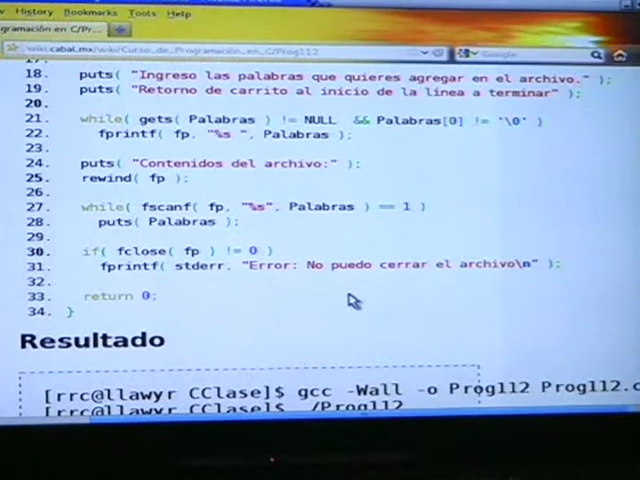 History Bookmarks Tools Help
gramación en C/Pr...
wiki.cabal.mx/wiki/Curso_de_Programación_en_C/Prog112
Google
18. puts( "Ingreso las palabras que quieres agregar en el archivo." );
19. puts( "Retorno de carrito al inicio de la línea a terminar" );
20.
21. while( gets( Palabras ) != NULL && Palabras[0] != '\0' )
22. fprintf( fp, "%s ", Palabras );
23.
24. puts( "Contenidos del archivo:" );
25. rewind( fp );
26.
27. while( fscanf( fp, "%s", Palabras ) == 1 )
28. puts( Palabras );
29.
30. if( fclose( fp ) != 0 )
31. fprintf( stderr, "Error: No puedo cerrar el archivo\n" );
32.
33. return 0;
34. }
Resultado
[rrc@llawyr CClase]$ gcc -Wall -o Prog112 Prog112.c
[rrc@llawyr CClase]$ ./Prog112